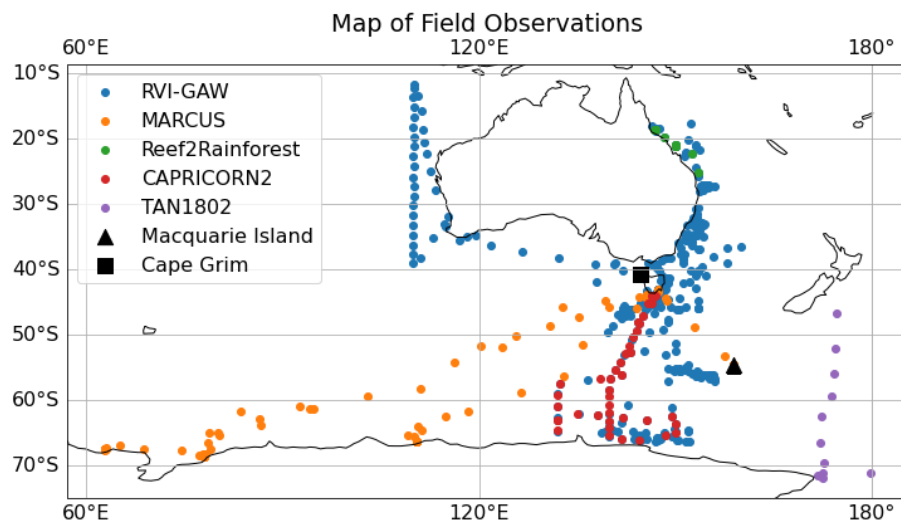 Map of Field Observations
60°E 120°E 180°
10°S
20°S
30°S
40°S
50°S
60°S
70°S
RVI-GAW
MARCUS
Reef2Rainforest
CAPRICORN2
TAN1802
Macquarie Island
Cape Grim
60°E 120°E 180°